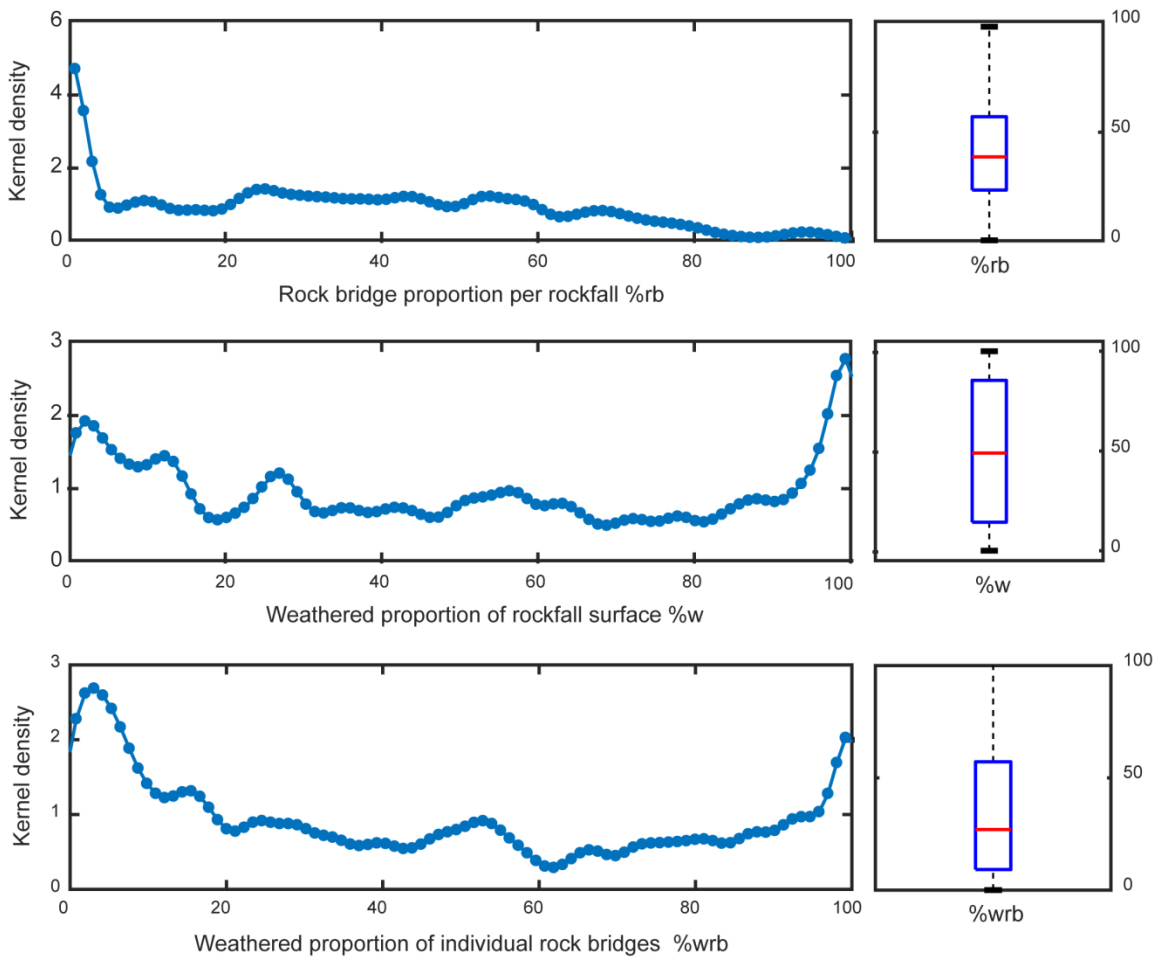 Kernel density
6
4
2
0
0 20 40 60 80 100
Rock bridge proportion per rockfall %rb
100
50
0
%rb
Kernel density
3
2
1
0
0 20 40 60 80 100
Weathered proportion of rockfall surface %w
100
50
0
%w
Kernel density
3
2
1
0
0 20 40 60 80 100
Weathered proportion of individual rock bridges %wrb
100
50
0
%wrb